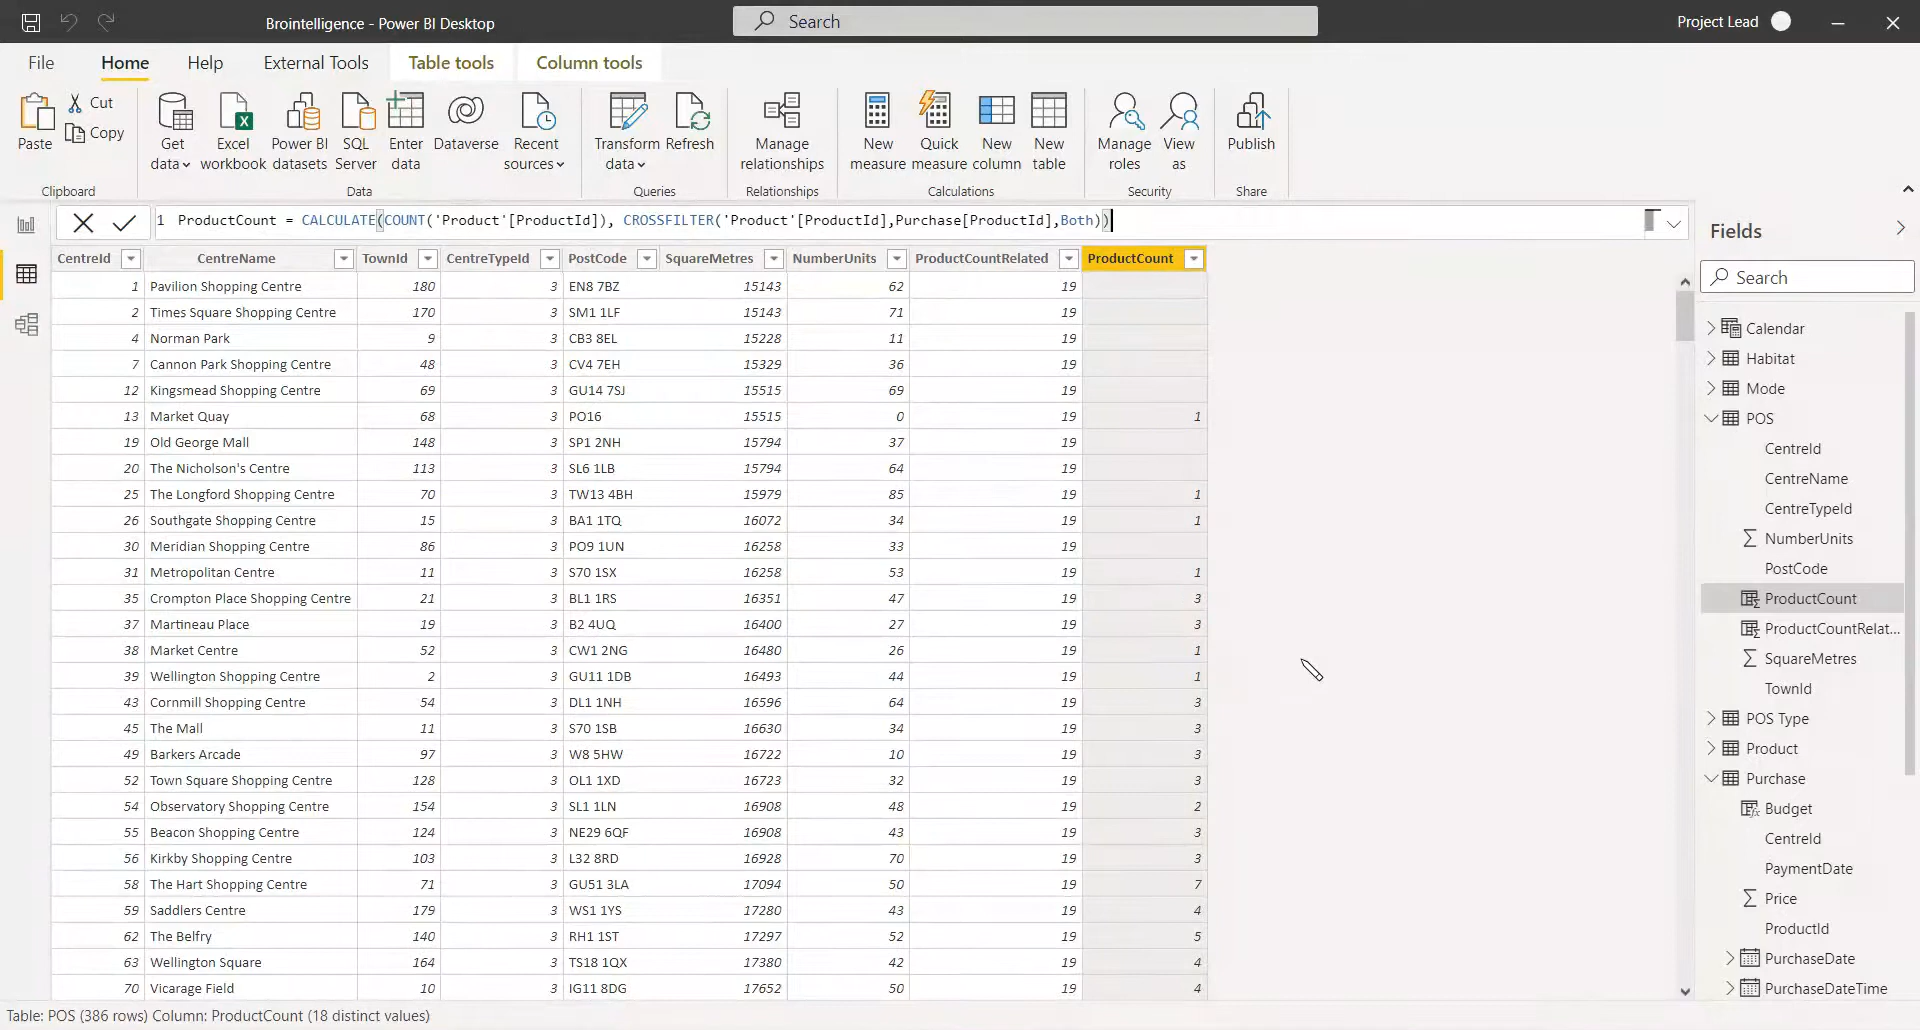 Brointelligence - Power BI Desktop
Search
Project Lead
File Home Help External Tools Table tools Column tools
Paste
Cut
Copy
Clipboard
Get data
Excel workbook
Power BI datasets
SQL Server
Enter data
Dataverse
Recent sources
Data
Transform data
Refresh
Queries
Manage relationships
Relationships
New measure
Quick measure
New column
New table
Calculations
Manage roles
View as
Security
Publish
Share
1 ProductCount = CALCULATE(COUNT('Product'[ProductId]), CROSSFILTER('Product'[ProductId],Purchase[ProductId],Both))
CentreId CentreName TownId CentreTypeId PostCode SquareMetres NumberUnits ProductCountRelated ProductCount
1 Pavilion Shopping Centre 180 3 EN8 7BZ 15143 62 19
2 Times Square Shopping Centre 170 3 SM1 1LF 15143 71 19
4 Norman Park 9 3 CB3 8EL 15228 11 19
7 Cannon Park Shopping Centre 48 3 CV4 7EH 15329 36 19
12 Kingsmead Shopping Centre 69 3 GU14 7SJ 15515 69 19
13 Market Quay 68 3 PO16 15515 0 19 1
19 Old George Mall 148 3 SP1 2NH 15794 37 19
20 The Nicholson's Centre 113 3 SL6 1LB 15794 64 19
25 The Longford Shopping Centre 70 3 TW13 4BH 15979 85 19 1
26 Southgate Shopping Centre 15 3 BA1 1TQ 16072 34 19 1
30 Meridian Shopping Centre 86 3 PO9 1UN 16258 33 19
31 Metropolitan Centre 11 3 S70 1SX 16258 53 19 1
35 Crompton Place Shopping Centre 21 3 BL1 1RS 16351 47 19 3
37 Martineau Place 19 3 B2 4UQ 16400 27 19 3
38 Market Centre 52 3 CW1 2NG 16480 26 19 1
39 Wellington Shopping Centre 2 3 GU11 1DB 16493 44 19 1
43 Cornmill Shopping Centre 54 3 DL1 1NH 16596 64 19 3
45 The Mall 11 3 S70 1SB 16630 34 19 3
49 Barkers Arcade 97 3 W8 5HW 16722 10 19 3
52 Town Square Shopping Centre 128 3 OL1 1XD 16723 32 19 3
54 Observatory Shopping Centre 154 3 SL1 1LN 16908 48 19 2
55 Beacon Shopping Centre 124 3 NE29 6QF 16908 43 19 3
56 Kirkby Shopping Centre 103 3 L32 8RD 16928 70 19 3
58 The Hart Shopping Centre 71 3 GU51 3LA 17094 50 19 7
59 Saddlers Centre 179 3 WS1 1YS 17280 43 19 4
62 The Belfry 140 3 RH1 1ST 17297 52 19 5
63 Wellington Square 164 3 TS18 1QX 17380 42 19 4
70 Vicarage Field 10 3 IG11 8DG 17652 50 19 4
Fields
Search
Calendar
Habitat
Mode
POS
CentreId
CentreName
CentreTypeId
NumberUnits
PostCode
ProductCount
ProductCountRelat...
SquareMetres
TownId
POS Type
Product
Purchase
Budget
CentreId
PaymentDate
Price
ProductId
PurchaseDate
PurchaseDateTime
Table: POS (386 rows) Column: ProductCount (18 distinct values)